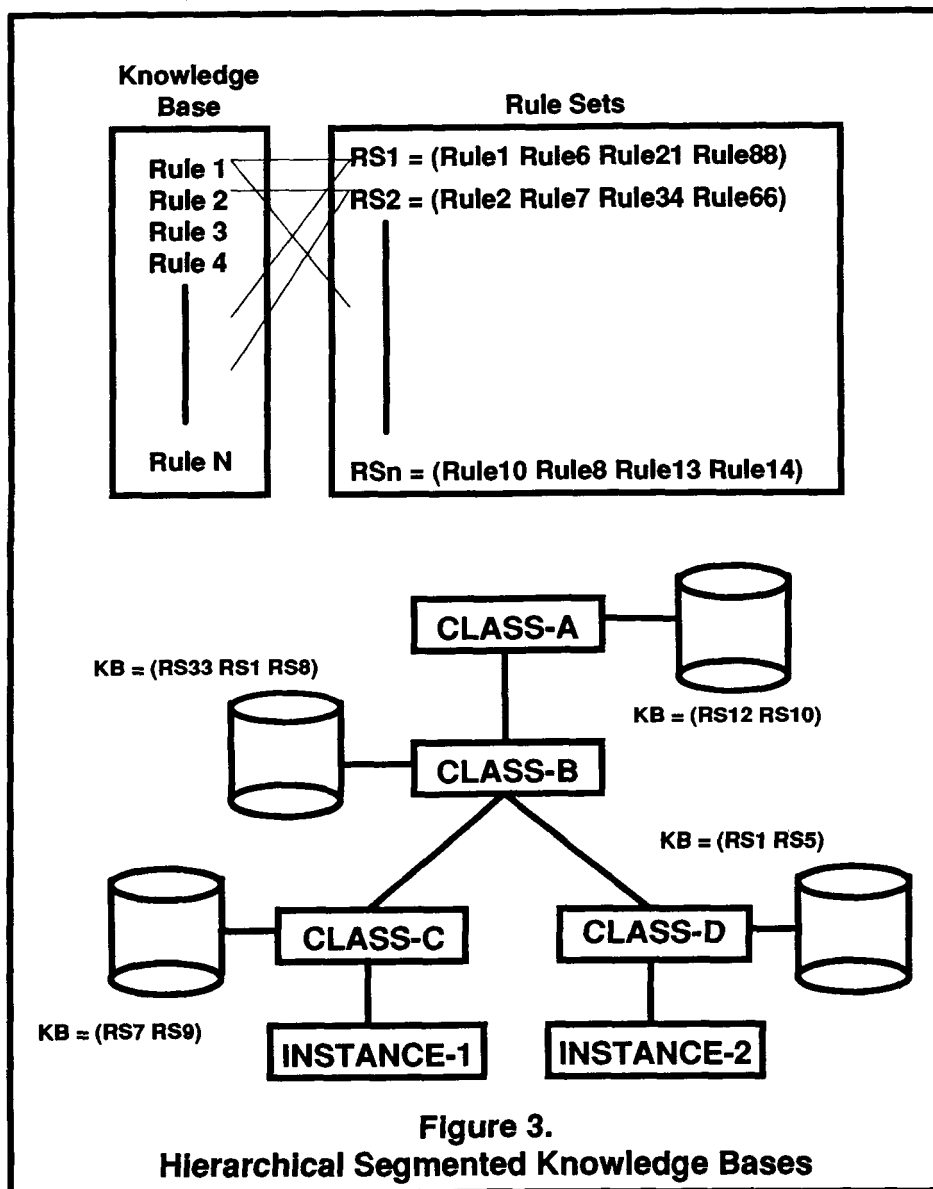 Knowledge
Base
Rule Sets
Rule 1
Rule 2
Rule 3
Rule 4
Rule N
RS1 = (Rule1 Rule6 Rule21 Rule88)
RS2 = (Rule2 Rule7 Rule34 Rule66)
RSn = (Rule10 Rule8 Rule13 Rule14)
CLASS-A
KB = (RS33 RS1 RS8)
KB = (RS12 RS10)
CLASS-B
KB = (RS1 RS5)
CLASS-C
CLASS-D
KB = (RS7 RS9)
INSTANCE-1
INSTANCE-2
Figure 3.
Hierarchical Segmented Knowledge Bases